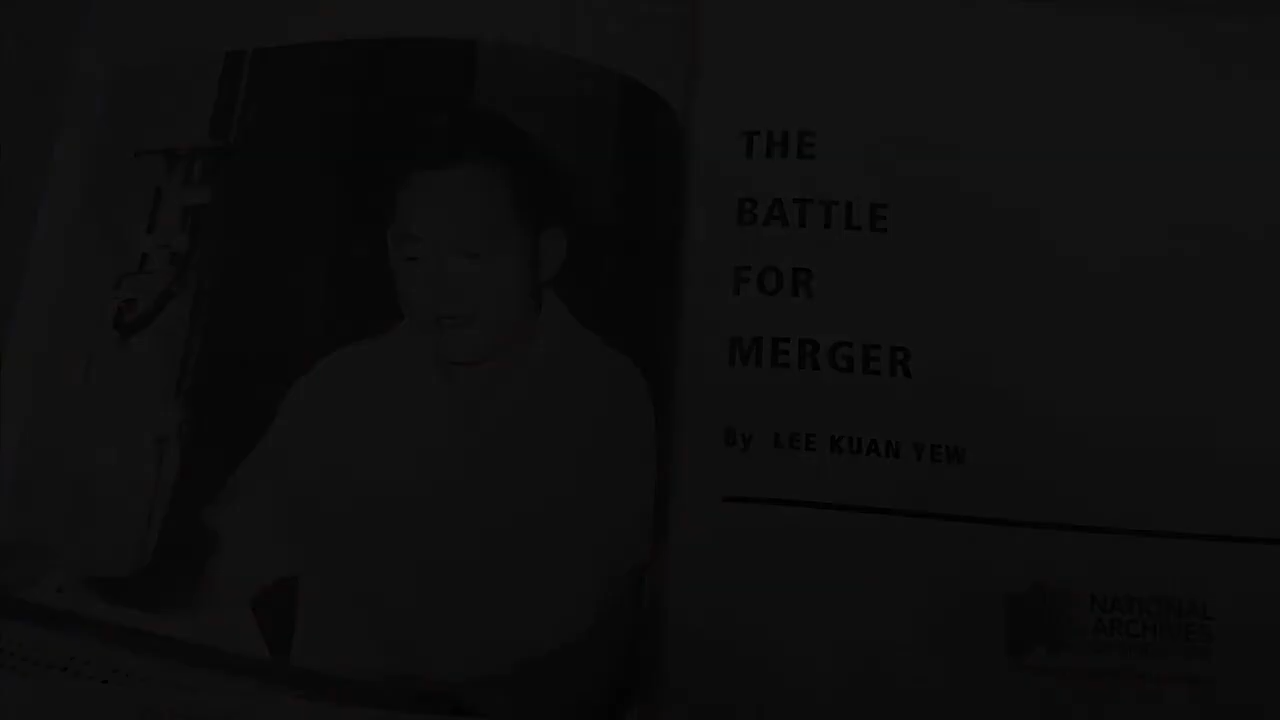 THE
BATTLE
FOR
MERGER
By LEE KUAN YEW
NATIONAL
ARCHIVES